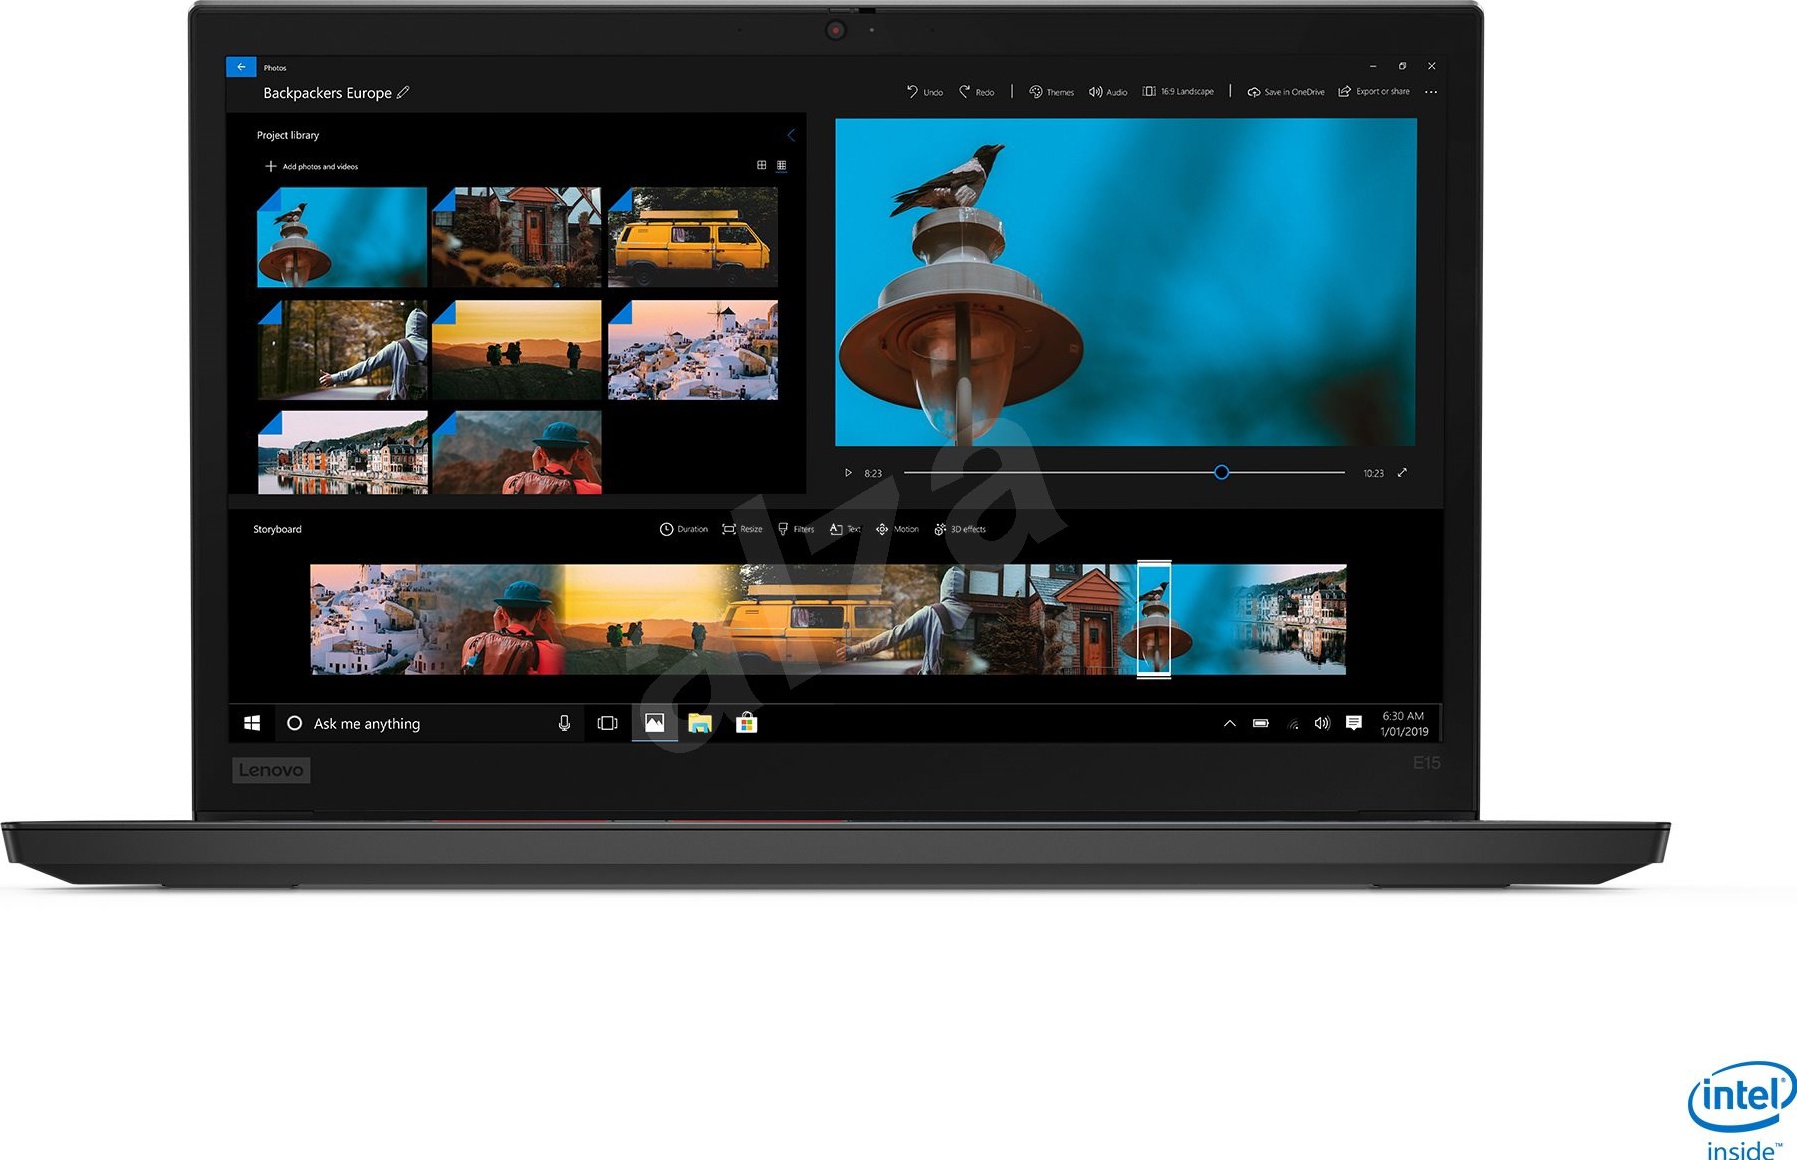 Photos
Backpackers Europe
Undo
Redo
Themes
Audio
16:9 Landscape
Save in OneDrive
Export or share
Project library
Add photos and videos
8:23
10:23
Storyboard
Duration
Resize
Filters
Text
Motion
3D effects
alza
Ask me anything
6:30 AM
1/01/2019
Lenovo
E15
intel
inside™